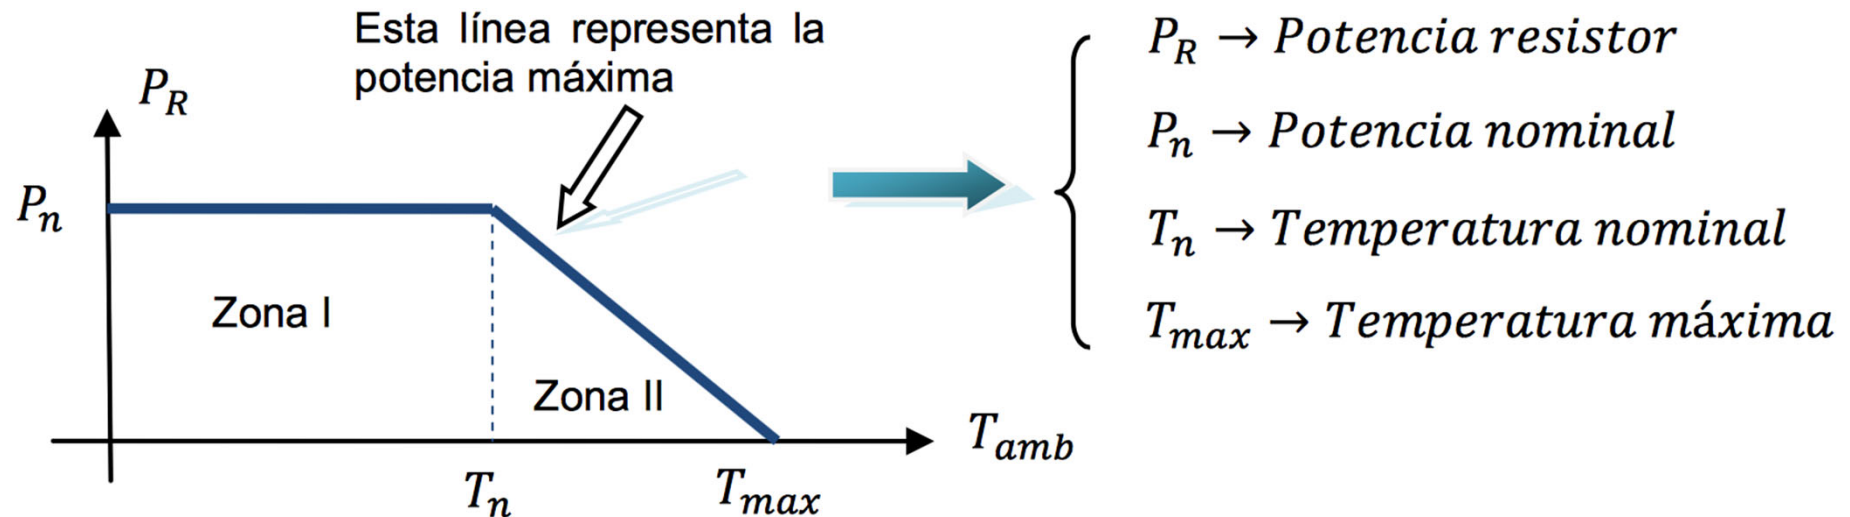 Esta línea representa la
potencia máxima
P_R
P_n
Zona I
Zona II
T_n
T_max
T_amb
P_R → Potencia resistor
P_n → Potencia nominal
T_n → Temperatura nominal
T_max → Temperatura máxima